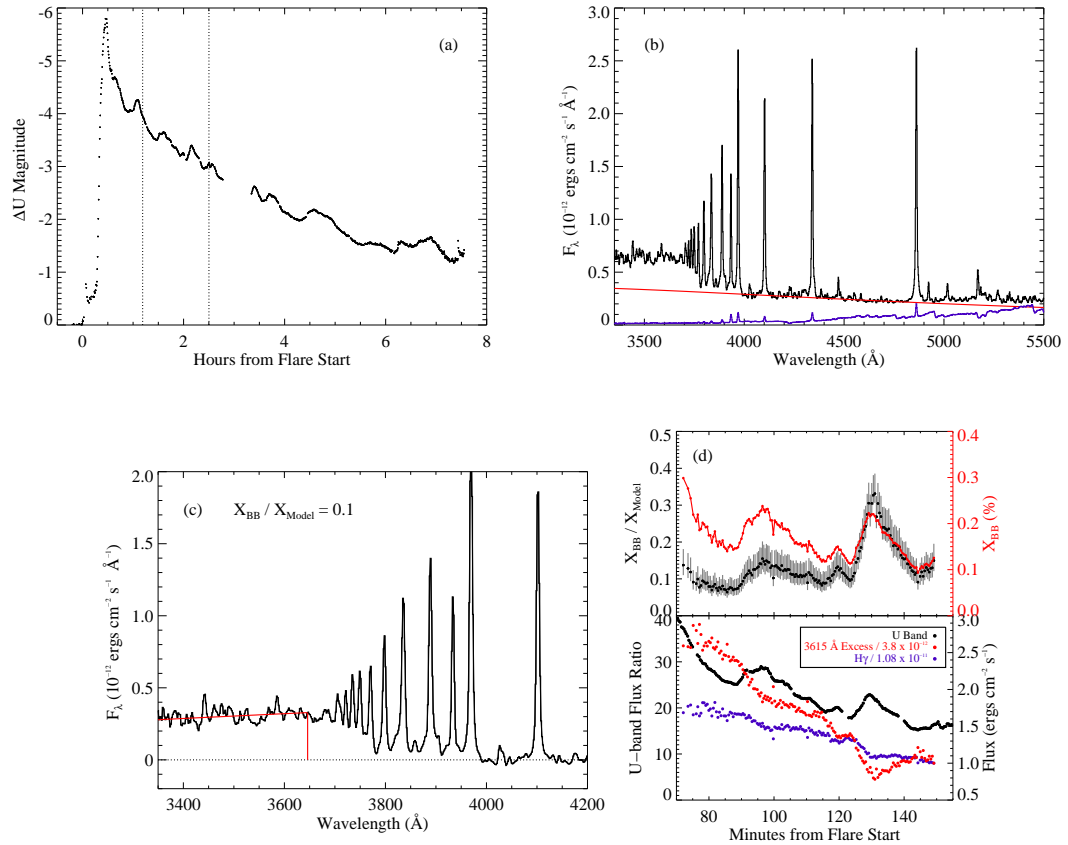 (a)
-6
-5
-4
-3
-2
-1
0
ΔU Magnitude
0 2 4 6 8
Hours from Flare Start
(b)
3.0
2.5
2.0
1.5
1.0
0.5
0
F_λ (10⁻¹² ergs cm⁻² s⁻¹ Å⁻¹)
4000 4500 5000 5500
Wavelength (Å)
(c) X_BB / X_Model = 0.1
2.0
1.5
1.0
0.5
0
F_λ (10⁻¹² ergs cm⁻² s⁻¹ Å⁻¹)
3400 3600 3800 4000 4200
Wavelength (Å)
(d)
0.5
0.4
0.3
0.2
0.1
0.0
X_BB / X_Model
0.4
0.3
0.2
0.1
0.0
X_BB (%)
40
30
20
10
0
U−band Flux Ratio
U Band
3615 Å Excess / 3.8 x 10⁻¹²
Hγ / 1.08 x 10⁻¹¹
3.0
2.5
2.0
1.5
1.0
0.5
Flux (ergs cm⁻² s⁻¹)
80 100 120 140
Minutes from Flare Start